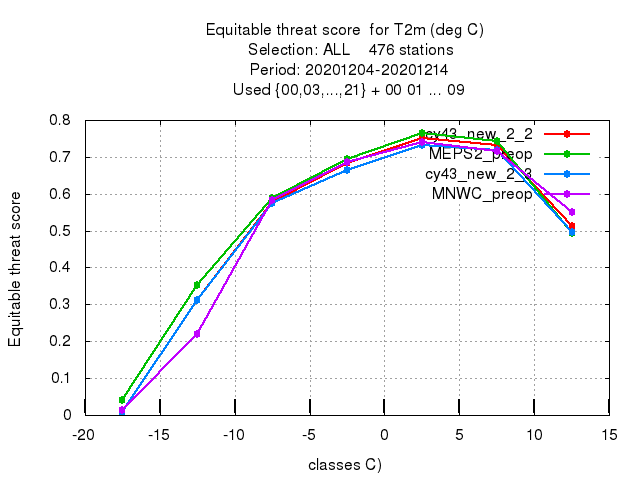 Equitable threat score for T2m (deg C)
Selection: ALL 476 stations
Period: 20201204-20201214
Used {00,03,...,21} + 00 01 ... 09
cy43_new_2_2
MEPS2_preop
cy43_new_2_3
MNWC_preop
Equitable threat score
0.8
0.7
0.6
0.5
0.4
0.3
0.2
0.1
0
-20 -15 -10 -5 0 5 10 15
classes C)